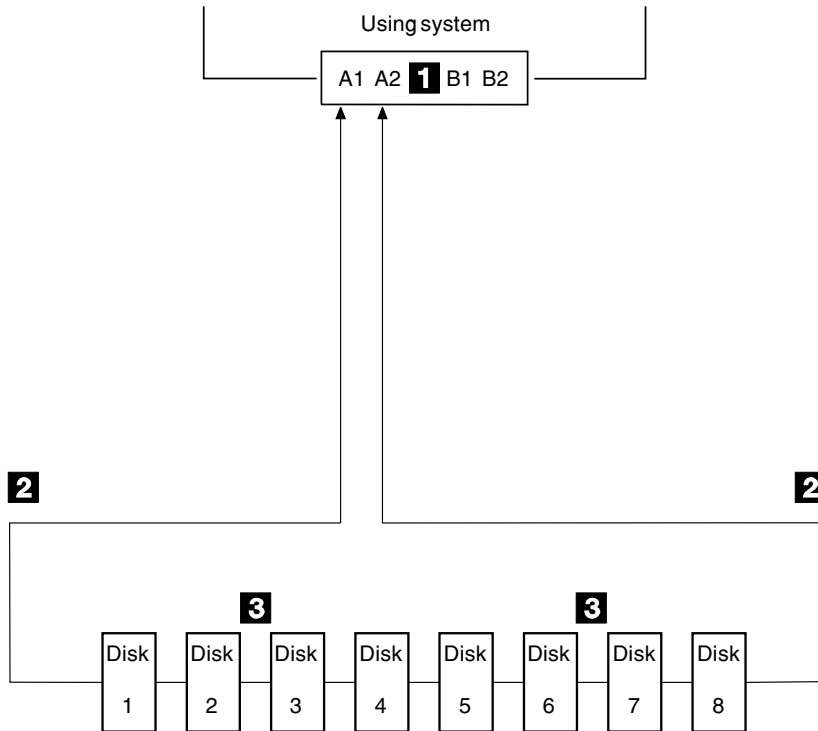 Using system
A1 A2 1 B1 B2
2 2
3 3
Disk Disk Disk Disk Disk Disk Disk Disk
1 2 3 4 5 6 7 8